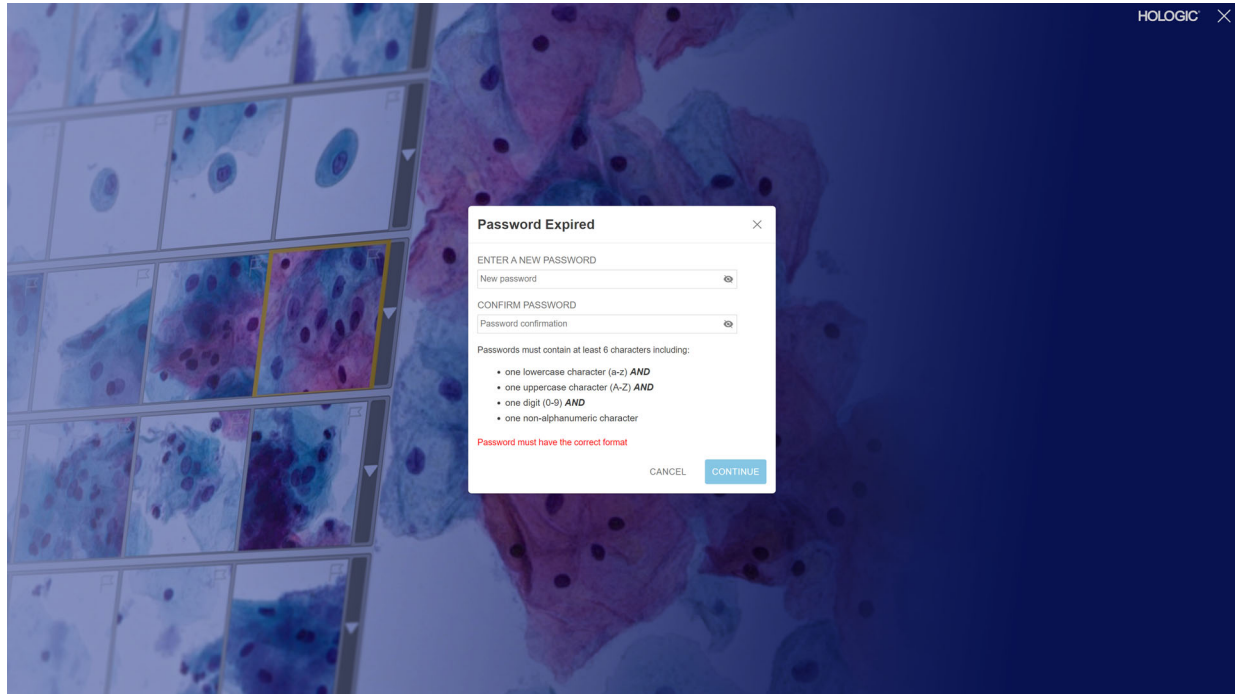 HOLOGIC
Password Expired
ENTER A NEW PASSWORD
New password
CONFIRM PASSWORD
Password confirmation
Passwords must contain at least 6 characters including:
• one lowercase character (a-z) AND
• one uppercase character (A-Z) AND
• one digit (0-9) AND
• one non-alphanumeric character
Password must have the correct format
CANCEL CONTINUE